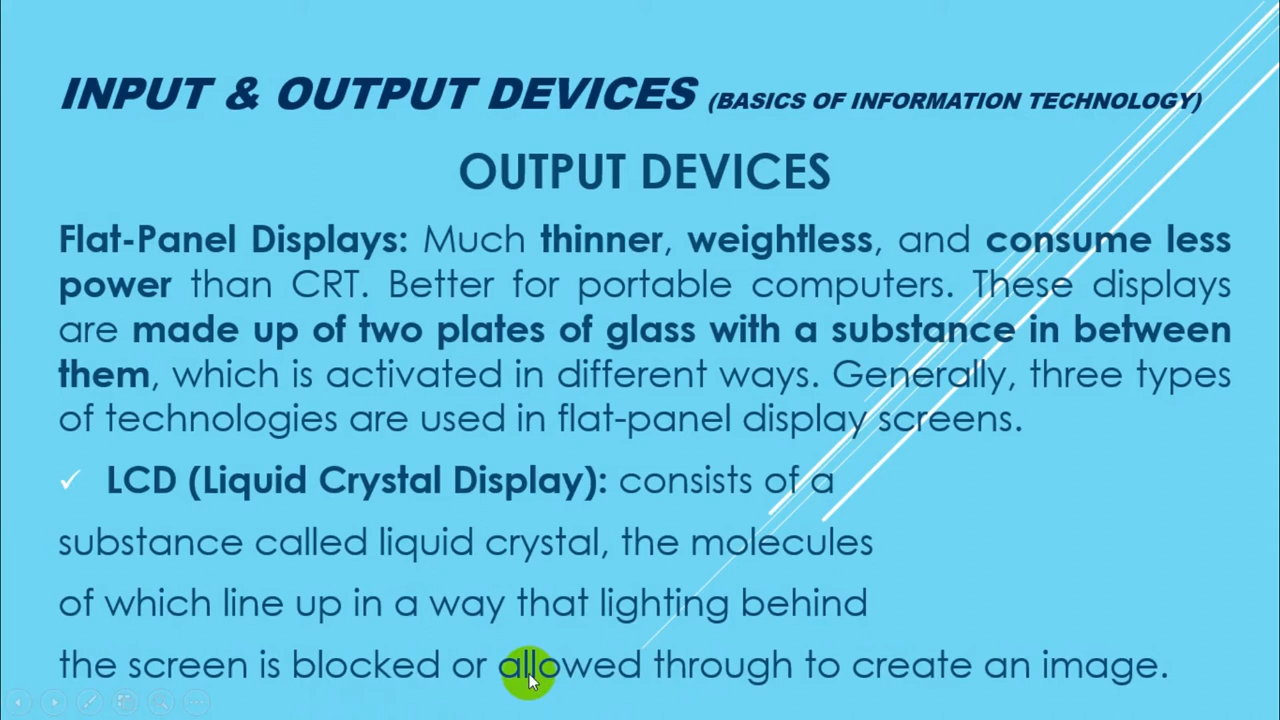 INPUT & OUTPUT DEVICES (BASICS OF INFORMATION TECHNOLOGY)
OUTPUT DEVICES
Flat-Panel Displays: Much thinner, weightless, and consume less
power than CRT. Better for portable computers. These displays
are made up of two plates of glass with a substance in between
them, which is activated in different ways. Generally, three types
of technologies are used in flat-panel display screens.
✓ LCD (Liquid Crystal Display): consists of a
substance called liquid crystal, the molecules
of which line up in a way that lighting behind
the screen is blocked or allowed through to create an image.